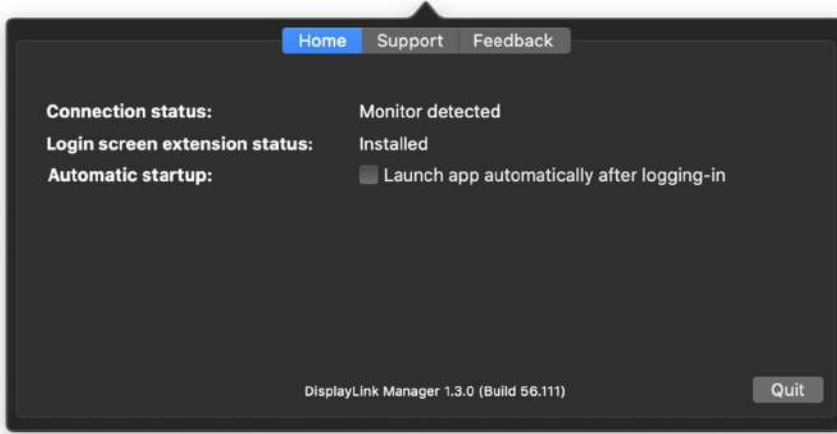 Home Support Feedback
Connection status: Monitor detected
Login screen extension status: Installed
Automatic startup: Launch app automatically after logging-in
DisplayLink Manager 1.3.0 (Build 56.111)
Quit